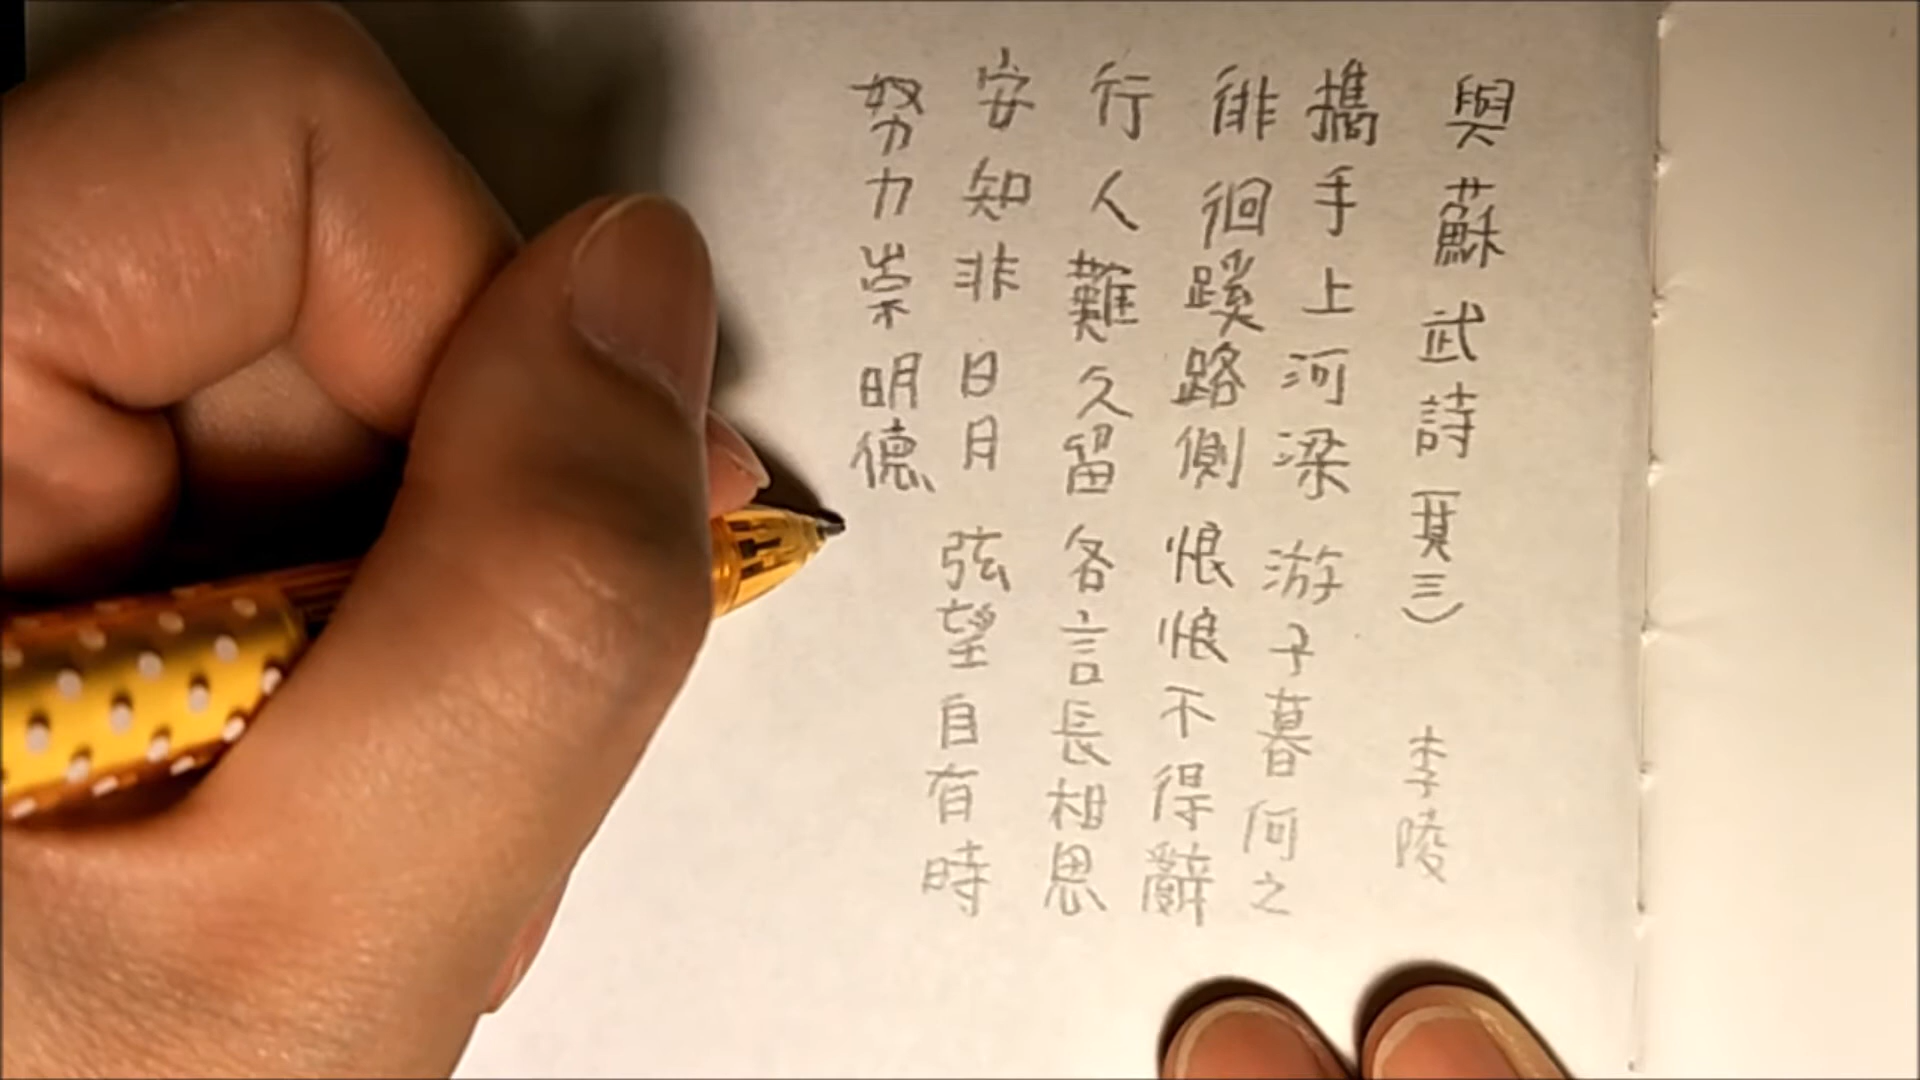 與蘇武詩 其三） 李陵
攜手上河梁 游子暮何之
徘徊蹊路側 悢悢不得辭
行人難久留 各言長相思
安知非日月 弦望自有時
努力崇明德